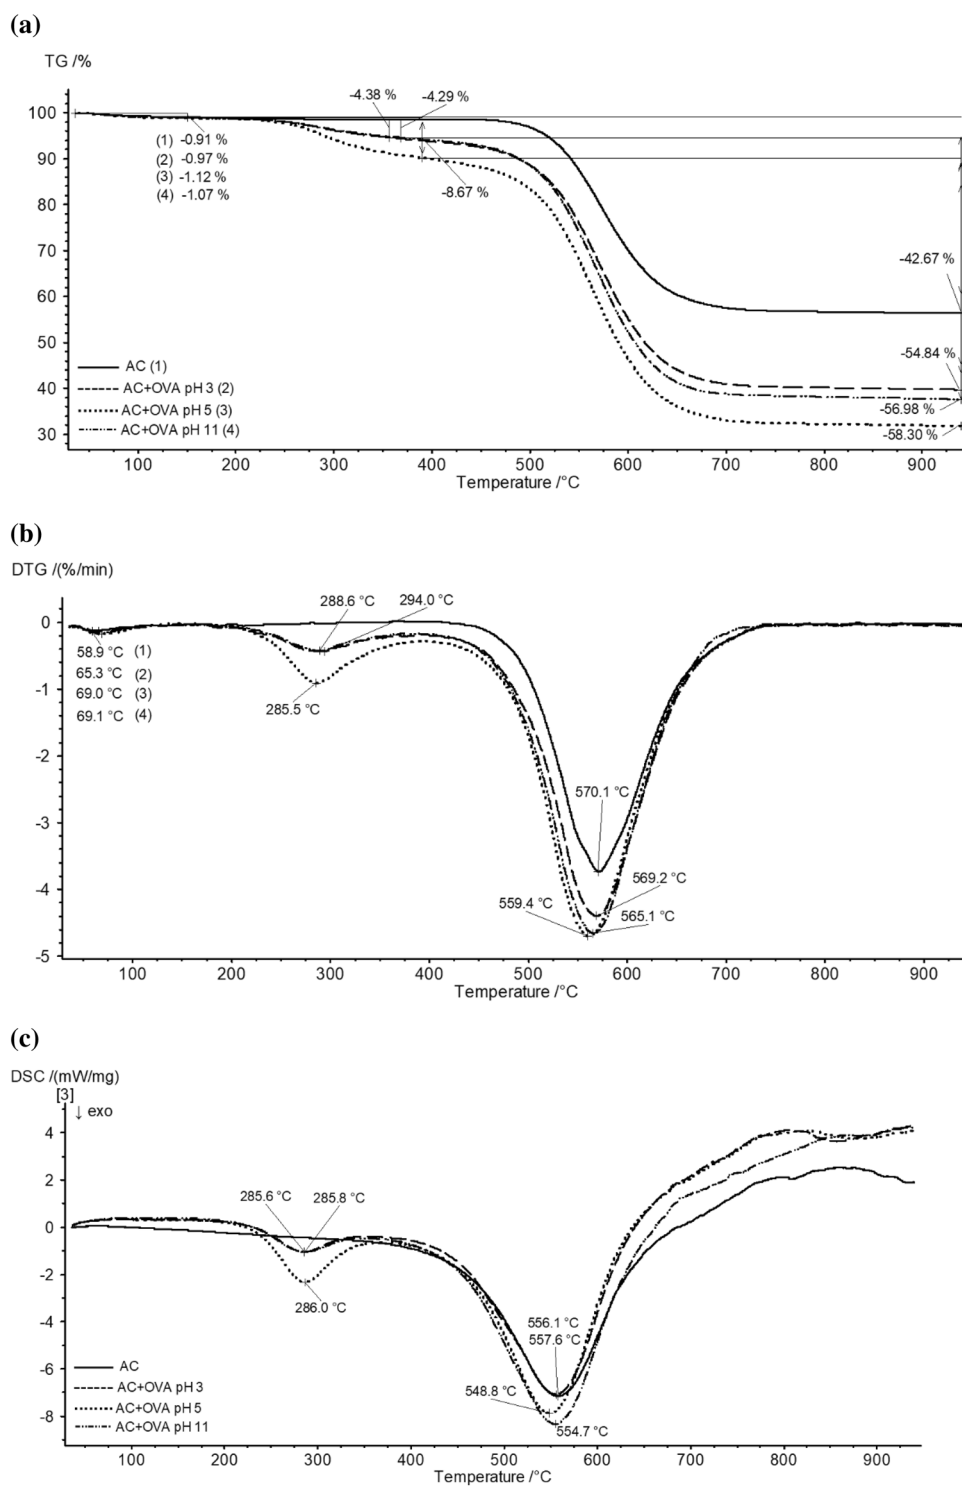 (a)
TG /%
-4.38 %
-4.29 %
100
(1) -0.91 %
(2) -0.97 %
(3) -1.12 %
(4) -1.07 %
90
-8.67 %
80
70
-42.67 %
60
50
-54.84 %
AC (1)
AC+OVA pH 3 (2)
40
AC+OVA pH 5 (3)
-56.98 %
AC+OVA pH 11 (4)
30
-58.30 %
100 200 300 400 500 600 700 800 900
Temperature /°C
(b)
DTG /(%/min)
288.6 °C
294.0 °C
0
58.9 °C (1)
65.3 °C (2)
69.0 °C (3)
69.1 °C (4)
-1
285.5 °C
-2
570.1 °C
-3
569.2 °C
-4
559.4 °C
565.1 °C
-5
100 200 300 400 500 600 700 800 900
Temperature /°C
(c)
DSC /(mW/mg)
[3]
↓ exo
4
2
285.6 °C
285.8 °C
0
-2
286.0 °C
-4
556.1 °C
557.6 °C
-6
AC
548.8 °C
AC+OVA pH 3
AC+OVA pH 5
-8
AC+OVA pH 11
554.7 °C
100 200 300 400 500 600 700 800 900
Temperature /°C